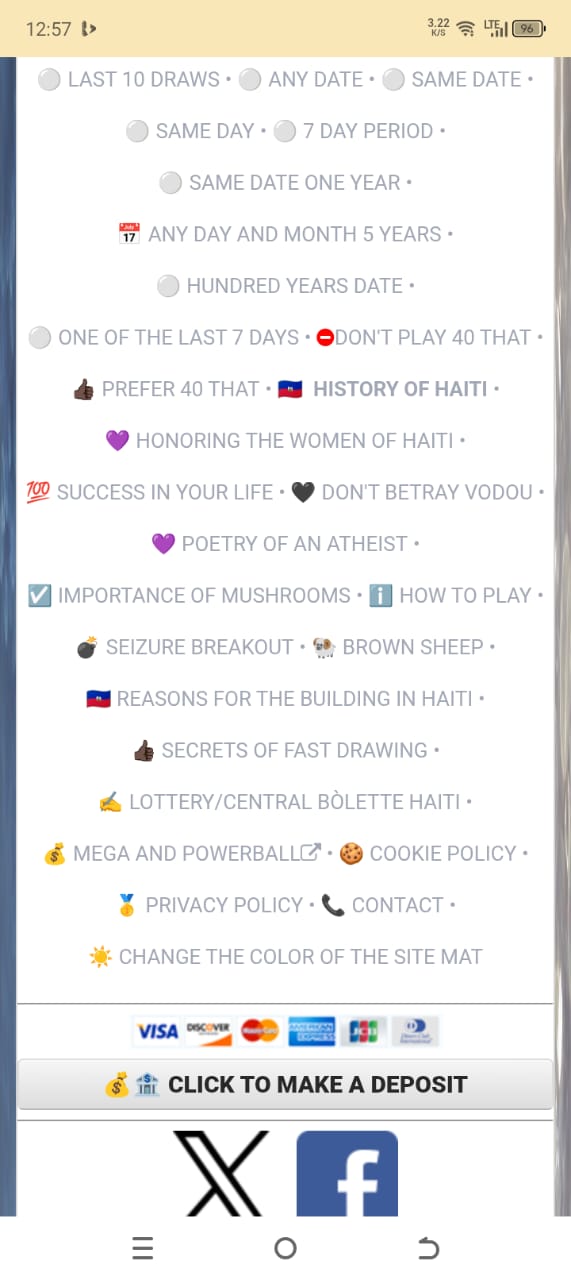 12:57 3.22 K/S LTE 96
⚪ LAST 10 DRAWS • ⚪ ANY DATE • ⚪ SAME DATE •
⚪ SAME DAY • ⚪ 7 DAY PERIOD •
⚪ SAME DATE ONE YEAR •
📅 ANY DAY AND MONTH 5 YEARS •
⚪ HUNDRED YEARS DATE •
⚪ ONE OF THE LAST 7 DAYS • ⛔DON'T PLAY 40 THAT •
👍🏿 PREFER 40 THAT • 🇭🇹 HISTORY OF HAITI •
💜 HONORING THE WOMEN OF HAITI •
💯 SUCCESS IN YOUR LIFE • 🖤 DON'T BETRAY VODOU •
💜 POETRY OF AN ATHEIST •
☑️ IMPORTANCE OF MUSHROOMS • ℹ️ HOW TO PLAY •
💣 SEIZURE BREAKOUT • 🐏 BROWN SHEEP •
🇭🇹 REASONS FOR THE BUILDING IN HAITI •
👍🏿 SECRETS OF FAST DRAWING •
✍️ LOTTERY/CENTRAL BÒLETTE HAITI •
💰 MEGA AND POWERBALL • 🍪 COOKIE POLICY •
🥇 PRIVACY POLICY • 📞 CONTACT •
☀️ CHANGE THE COLOR OF THE SITE MAT
VISA DISCOVER MasterCard AMERICAN EXPRESS JCB Diners Club International
💰 🏦 CLICK TO MAKE A DEPOSIT
X f